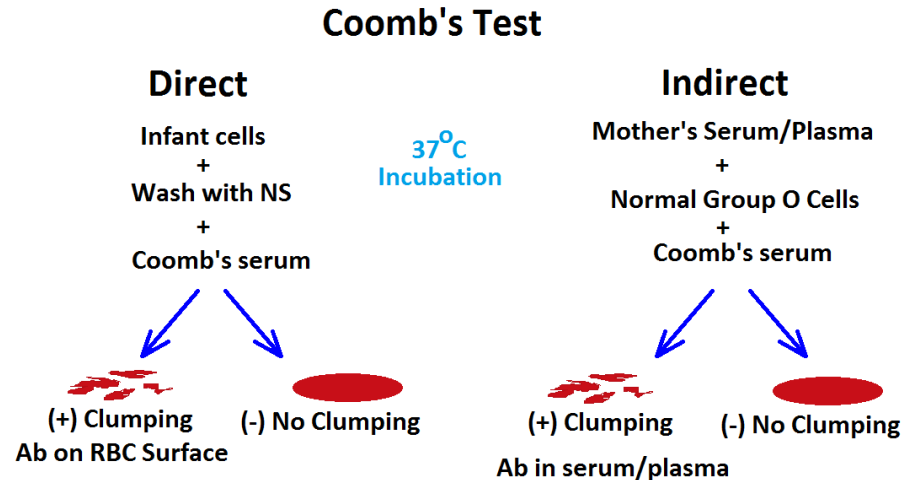 Coomb's Test
Direct
Infant cells
+
Wash with NS
+
Coomb's serum
(+) Clumping
Ab on RBC Surface
(-) No Clumping
37°C
Incubation
Indirect
Mother's Serum/Plasma
+
Normal Group O Cells
+
Coomb's serum
(+) Clumping
Ab in serum/plasma
(-) No Clumping